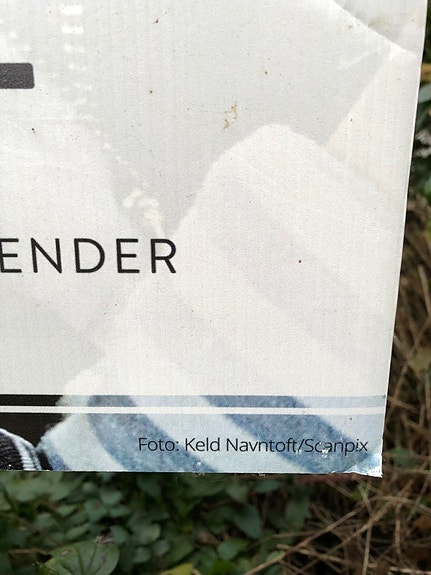 ENDER
Foto: Keld Navntoft/Scanpix